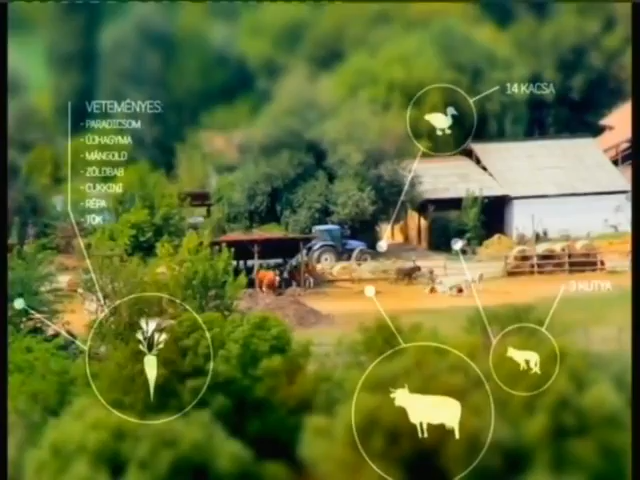 VETEMÉNYES:
- PARADICSOM
- ÚJHAGYMA
- MÁNGOLD
- ZÖLDBAB
- CUKKINI
- RÉPA
- TÖK
14 KACSA
3 KUTYA